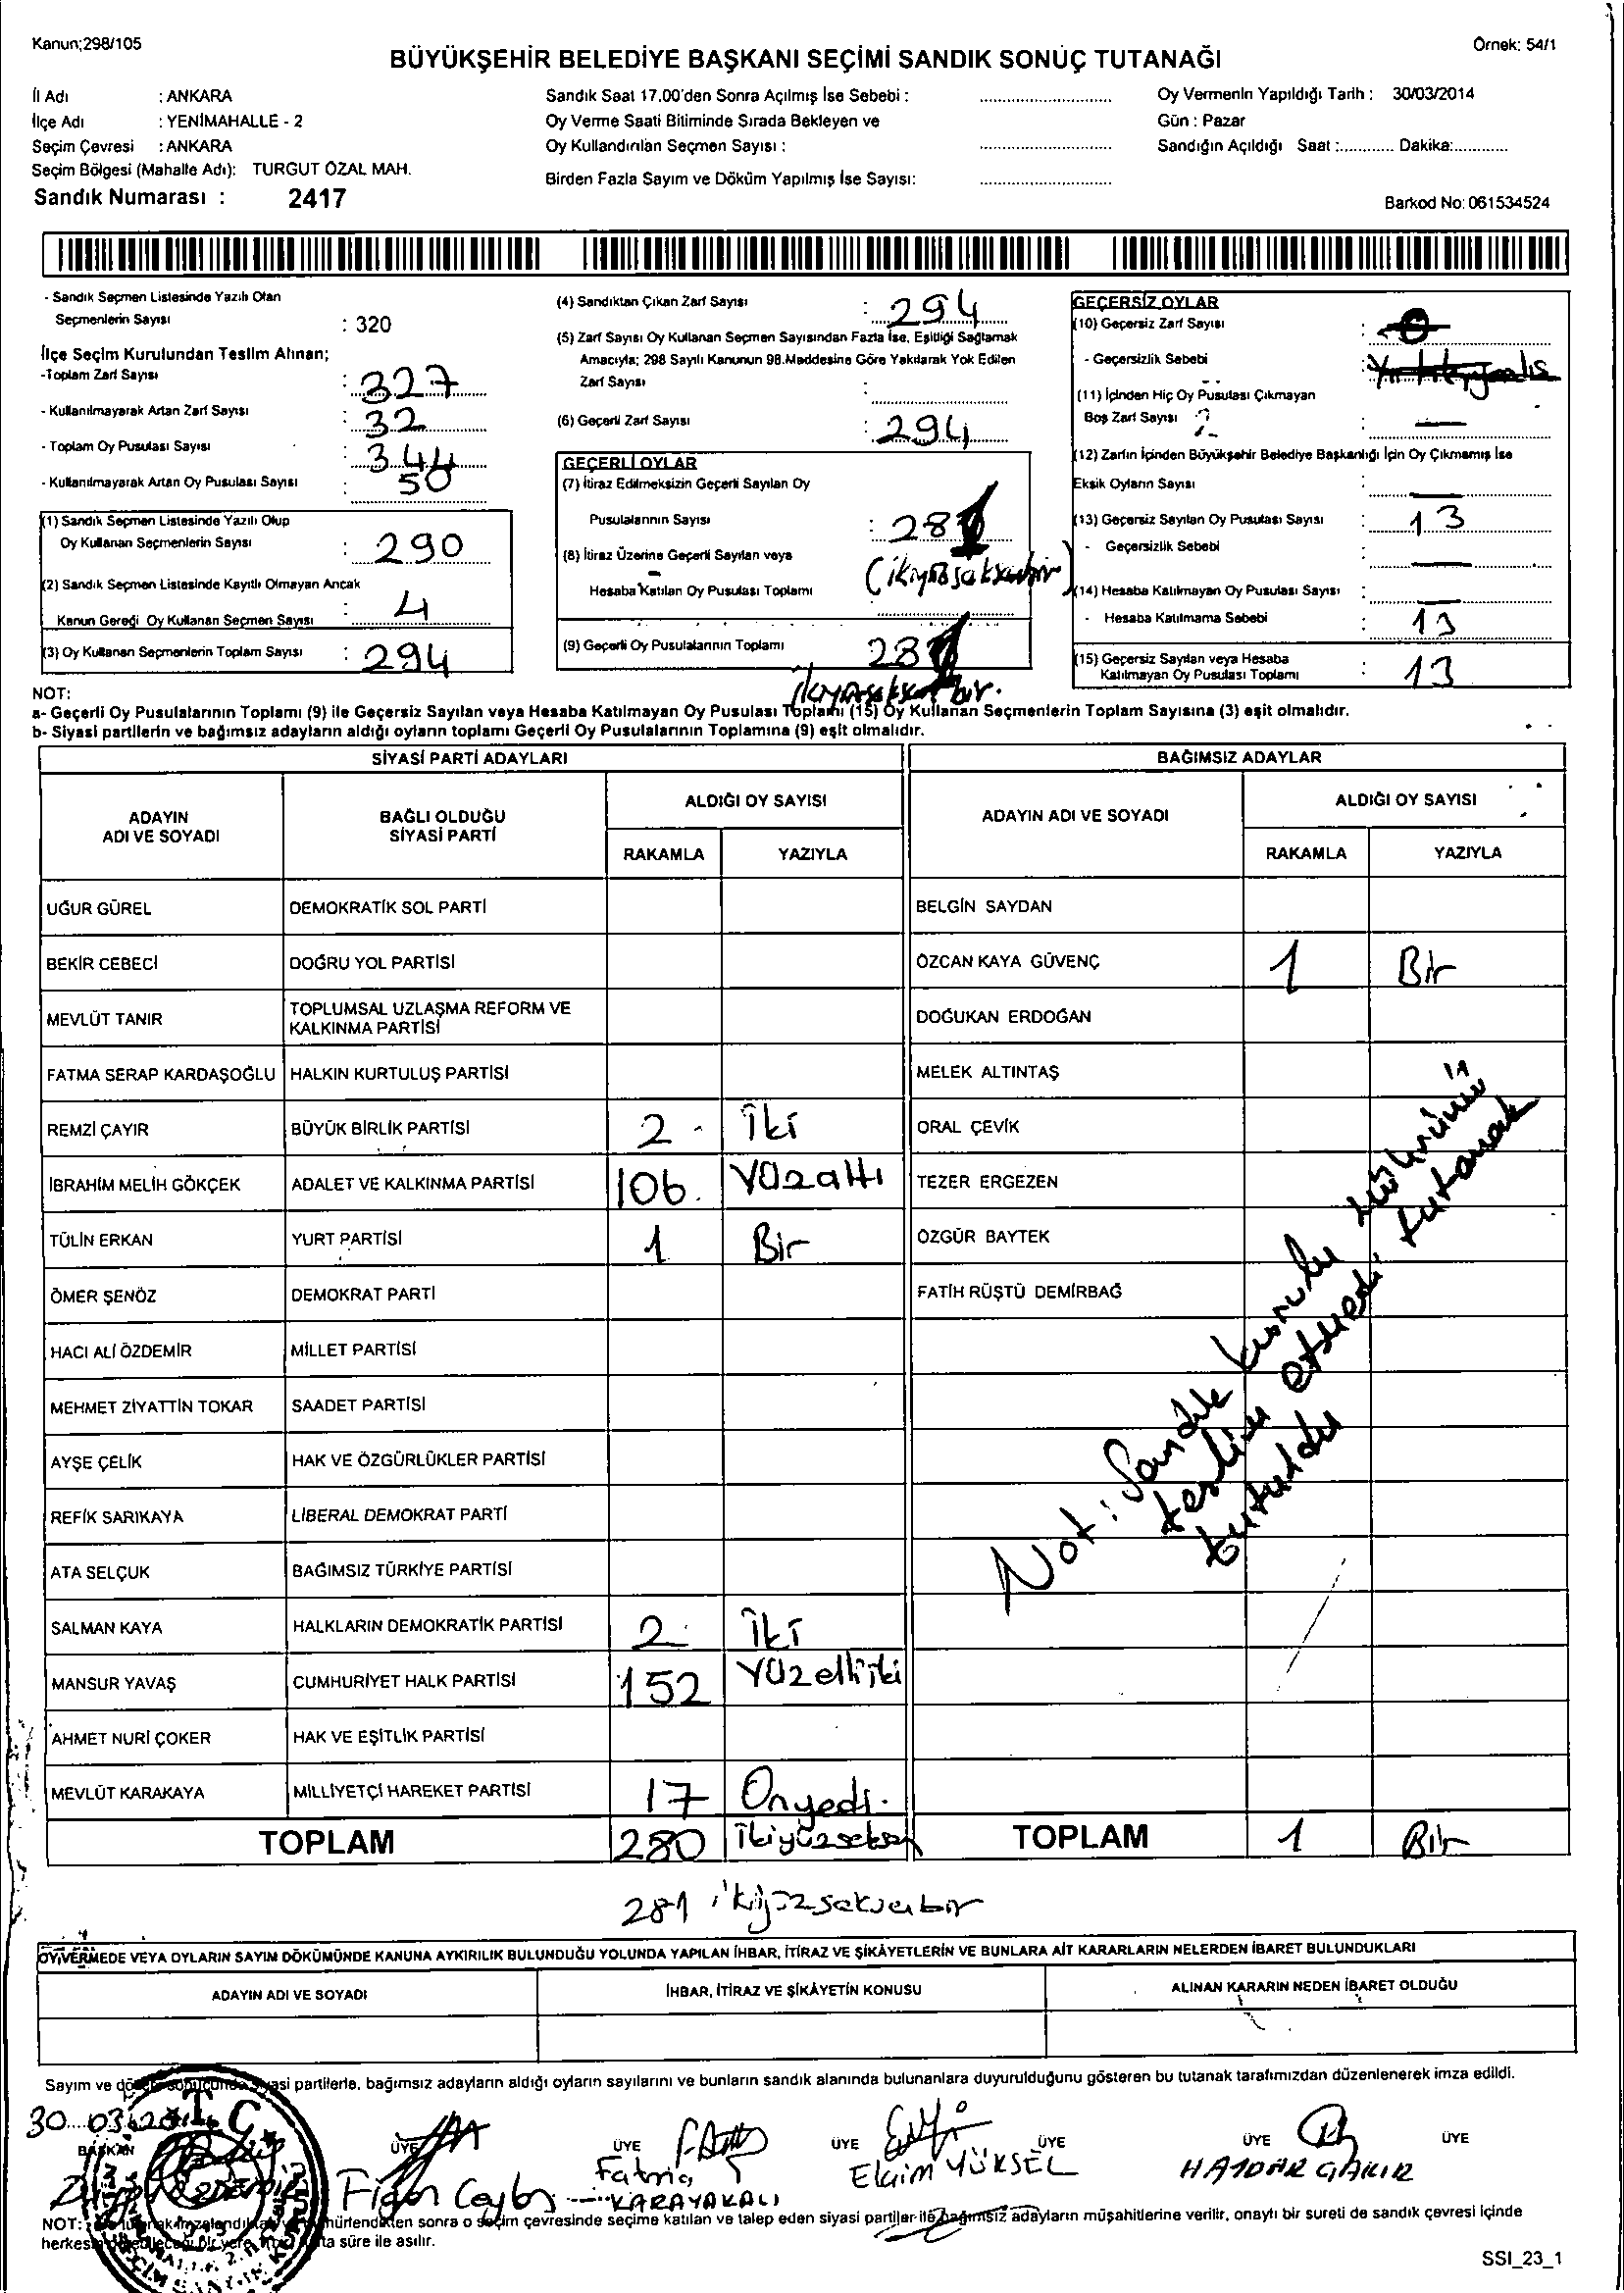 Kanun;298/105
Örnek: 54/1
BÜYÜKŞEHİR BELEDİYE BAŞKANI SEÇİMİ SANDIK SONUÇ TUTANAĞI
İl Adı : ANKARA
İlçe Adı : YENİMAHALLE - 2
Seçim Çevresi : ANKARA
Seçim Bölgesi (Mahalle Adı): TURGUT ÖZAL MAH.
Sandık Numarası : 2417
Sandık Saat 17.00'den Sonra Açılmış İse Sebebi :
Oy Verme Saati Bitiminde Sırada Bekleyen ve
Oy Kullandırılan Seçmen Sayısı :
Birden Fazla Sayım ve Döküm Yapılmış İse Sayısı:
Oy Vermenin Yapıldığı Tarih : 30/03/2014
Gün : Pazar
Sandığın Açıldığı Saat :............ Dakika:............
Barkod No: 061534524
- Sandık Seçmen Listesinde Yazılı Olan
Seçmenlerin Sayısı : 320
İlçe Seçim Kurulundan Teslim Alınan;
-Toplam Zarf Sayısı : 327
- Kullanılmayarak Artan Zarf Sayısı : 32
- Toplam Oy Pusulası Sayısı : 344
- Kullanılmayarak Artan Oy Pusulası Sayısı : 50
(1) Sandık Seçmen Listesinde Yazılı Olup
Oy Kullanan Seçmenlerin Sayısı : 290
(2) Sandık Seçmen Listesinde Kayıtlı Olmayan Ancak
Kanun Gereği Oy Kullanan Seçmen Sayısı : 4
(3) Oy Kullanan Seçmenlerin Toplam Sayısı : 294
(4) Sandıktan Çıkan Zarf Sayısı : 294
(5) Zarf Sayısı Oy Kullanan Seçmen Sayısından Fazla İse, Eşitliği Sağlamak
Amacıyla; 298 Sayılı Kanunun 98.Maddesine Göre Yakılarak Yok Edilen
Zarf Sayısı :
(6) Geçerli Zarf Sayısı : 294
GEÇERLİ OYLAR
(7) İtiraz Edilmeksizin Geçerli Sayılan Oy
Pusulalarının Sayısı : 281
(8) İtiraz Üzerine Geçerli Sayılan veya
Hesaba Katılan Oy Pusulası Toplamı
(ikiyüzseksenbir)
(9) Geçerli Oy Pusulalarının Toplamı 281
ikiyüzseksenbir.
GEÇERSİZ OYLAR
(10) Geçersiz Zarf Sayısı : 0
- Geçersizlik Sebebi :
(11) İçinden Hiç Oy Pusulası Çıkmayan
Boş Zarf Sayısı : —
(12) Zarfın İçinden Büyükşehir Belediye Başkanlığı İçin Oy Çıkmamış İse
Eksik Oyların Sayısı :
(13) Geçersiz Sayılan Oy Pusulası Sayısı : 13
- Geçersizlik Sebebi : —
(14) Hesaba Katılmayan Oy Pusulası Sayısı : —
- Hesaba Katılmama Sebebi : 13
(15) Geçersiz Sayılan veya Hesaba
Katılmayan Oy Pusulası Toplamı : 13
NOT:
a- Geçerli Oy Pusulalarının Toplamı (9) ile Geçersiz Sayılan veya Hesaba Katılmayan Oy Pusulası Toplamı (15) Oy Kullanan Seçmenlerin Toplam Sayısına (3) eşit olmalıdır.
b- Siyasi partilerin ve bağımsız adayların aldığı oyların toplamı Geçerli Oy Pusulalarının Toplamına (9) eşit olmalıdır.
SİYASİ PARTİ ADAYLARI
BAĞIMSIZ ADAYLAR
ADAYIN
ADI VE SOYADI
BAĞLI OLDUĞU
SİYASİ PARTİ
ALDIĞI OY SAYISI
RAKAMLA YAZIYLA
ADAYIN ADI VE SOYADI
ALDIĞI OY SAYISI
RAKAMLA YAZIYLA
UĞUR GÜREL DEMOKRATİK SOL PARTİ BELGİN SAYDAN
BEKİR CEBECİ DOĞRU YOL PARTİSİ ÖZCAN KAYA GÜVENÇ 1 Bir
MEVLÜT TANIR TOPLUMSAL UZLAŞMA REFORM VE
KALKINMA PARTİSİ DOĞUKAN ERDOĞAN
FATMA SERAP KARDAŞOĞLU HALKIN KURTULUŞ PARTİSİ MELEK ALTINTAŞ
REMZİ ÇAYIR BÜYÜK BİRLİK PARTİSİ 2 İki ORAL ÇEVİK
İBRAHİM MELİH GÖKÇEK ADALET VE KALKINMA PARTİSİ 106. Yüzaltı TEZER ERGEZEN
TÜLİN ERKAN YURT PARTİSİ 1 Bir ÖZGÜR BAYTEK
ÖMER ŞENÖZ DEMOKRAT PARTİ FATİH RÜŞTÜ DEMİRBAĞ
HACI ALİ ÖZDEMİR MİLLET PARTİSİ
MEHMET ZİYATTİN TOKAR SAADET PARTİSİ
AYŞE ÇELİK HAK VE ÖZGÜRLÜKLER PARTİSİ
REFİK SARIKAYA LİBERAL DEMOKRAT PARTİ
ATA SELÇUK BAĞIMSIZ TÜRKİYE PARTİSİ
SALMAN KAYA HALKLARIN DEMOKRATİK PARTİSİ 2 İki
MANSUR YAVAŞ CUMHURİYET HALK PARTİSİ 152 Yüzelliiki
AHMET NURİ ÇOKER HAK VE EŞİTLİK PARTİSİ
MEVLÜT KARAKAYA MİLLİYETÇİ HAREKET PARTİSİ 17 Onyedi.
Not: Sandık kurulu mührünü
teslim etmedi. tutanak
tutuldu
TOPLAM 280 İkiyüzseksen TOPLAM 1 Bir
281 ikiyüzseksenbir
OY VERMEDE VEYA OYLARIN SAYIM DÖKÜMÜNDE KANUNA AYKIRILIK BULUNDUĞU YOLUNDA YAPILAN İHBAR, İTİRAZ VE ŞİKÂYETLERİN VE BUNLARA AİT KARARLARIN NELERDEN İBARET BULUNDUKLARI
ADAYIN ADI VE SOYADI İHBAR, İTİRAZ VE ŞİKÂYETİN KONUSU ALINAN KARARIN NEDEN İBARET OLDUĞU
Sayım ve döküm sonucunda siyasi partilerle, bağımsız adayların aldığı oyların sayılarını ve bunların sandık alanında bulunanlara duyurulduğunu gösteren bu tutanak tarafımızdan düzenlenerek imza edildi.
30 03.2014
T.C.
BAŞKAN ÜYE ÜYE ÜYE ÜYE ÜYE ÜYE
Fatma
KARAYAKALI
Elgim YÜKSEL
HAYDAR ÇAKIR
NOT: sonra o seçim çevresinde seçime katılan ve talep eden siyasi partiler ile bağımsız adayların müşahitlerine verilir, onaylı bir sureti de sandık çevresi içinde
süre ile asılır.
SSI_23_1